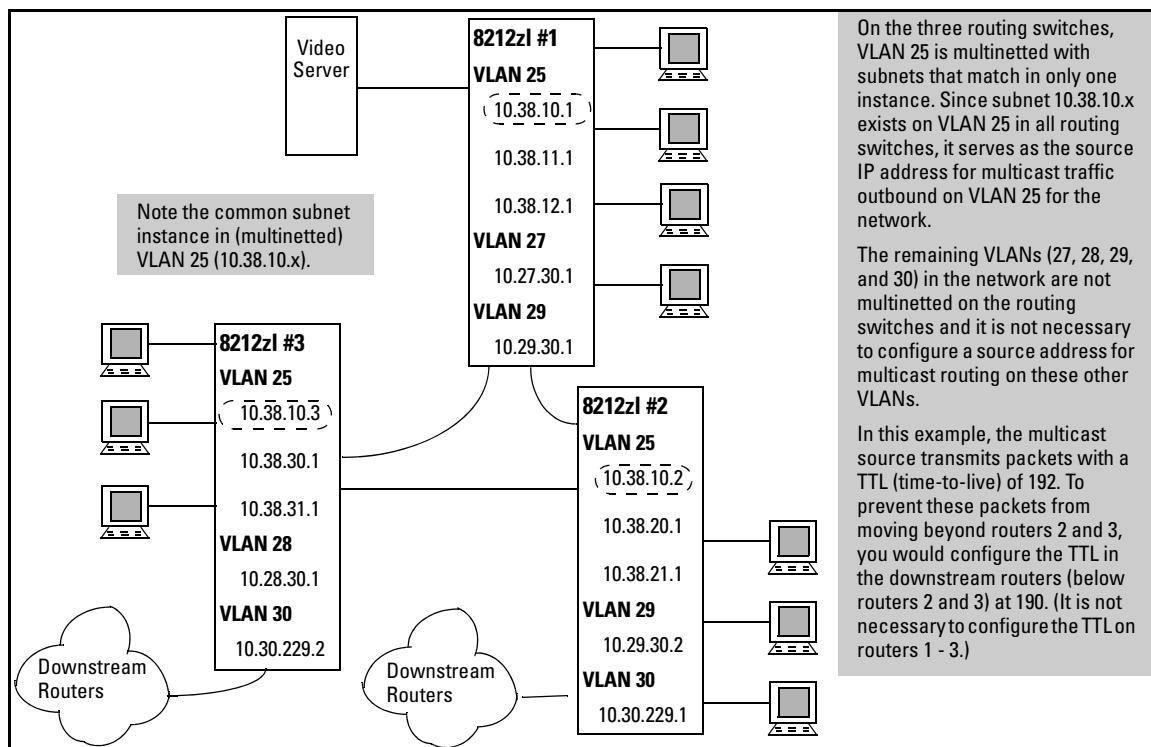 Video
Server
8212zl #1
VLAN 25
10.38.10.1
10.38.11.1
10.38.12.1
VLAN 27
10.27.30.1
VLAN 29
10.29.30.1
Note the common subnet
instance in (multinetted)
VLAN 25 (10.38.10.x).
8212zl #3
VLAN 25
10.38.10.3
10.38.30.1
10.38.31.1
VLAN 28
10.28.30.1
VLAN 30
10.30.229.2
8212zl #2
VLAN 25
10.38.10.2
10.38.20.1
10.38.21.1
VLAN 29
10.29.30.2
VLAN 30
10.30.229.1
Downstream
Routers
Downstream
Routers
On the three routing switches,
VLAN 25 is multinetted with
subnets that match in only one
instance. Since subnet 10.38.10.x
exists on VLAN 25 in all routing
switches, it serves as the source
IP address for multicast traffic
outbound on VLAN 25 for the
network.
The remaining VLANs (27, 28, 29,
and 30) in the network are not
multinetted on the routing
switches and it is not necessary
to configure a source address for
multicast routing on these other
VLANs.
In this example, the multicast
source transmits packets with a
TTL (time-to-live) of 192. To
prevent these packets from
moving beyond routers 2 and 3,
you would configure the TTL in
the downstream routers (below
routers 2 and 3) at 190. (It is not
necessary to configure the TTL on
routers 1 - 3.)